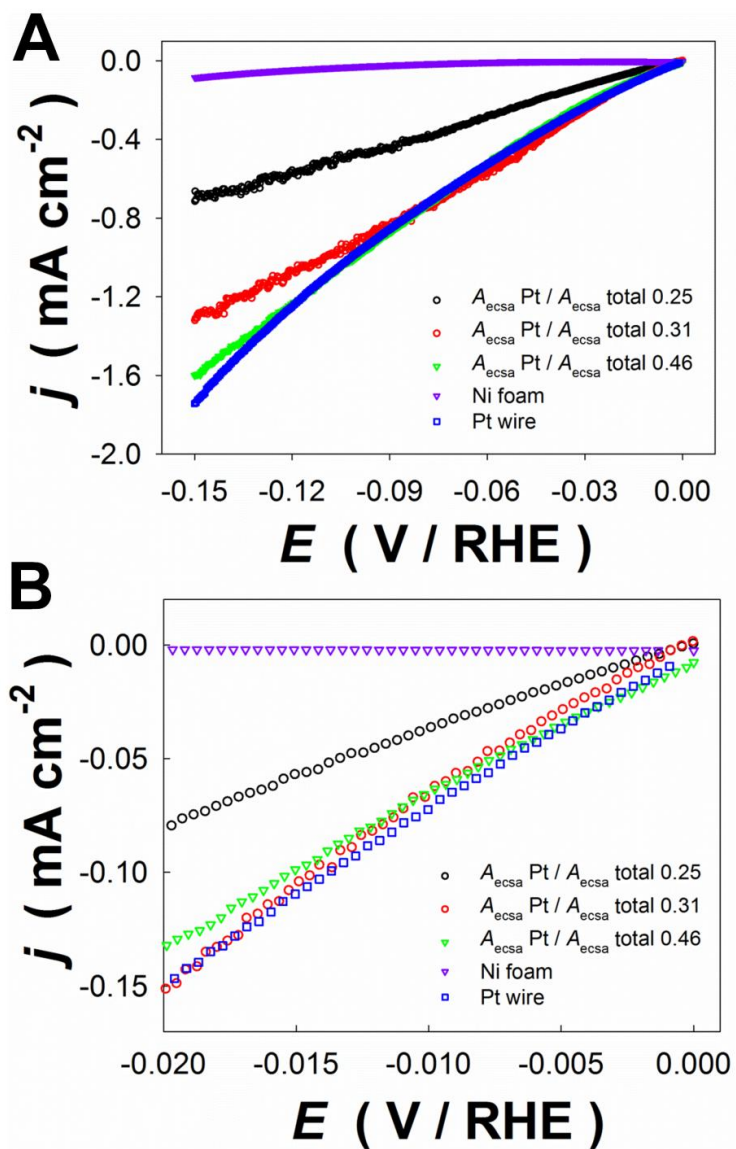 A
0.0
-0.4
-0.8
-1.2
-1.6
-2.0
j ( mA cm-2 )
Aecsa Pt / Aecsa total 0.25
Aecsa Pt / Aecsa total 0.31
Aecsa Pt / Aecsa total 0.46
Ni foam
Pt wire
-0.15 -0.12 -0.09 -0.06 -0.03 0.00
E ( V / RHE )
B
0.00
-0.05
-0.10
-0.15
j ( mA cm-2 )
Aecsa Pt / Aecsa total 0.25
Aecsa Pt / Aecsa total 0.31
Aecsa Pt / Aecsa total 0.46
Ni foam
Pt wire
-0.020 -0.015 -0.010 -0.005 0.000
E ( V / RHE )